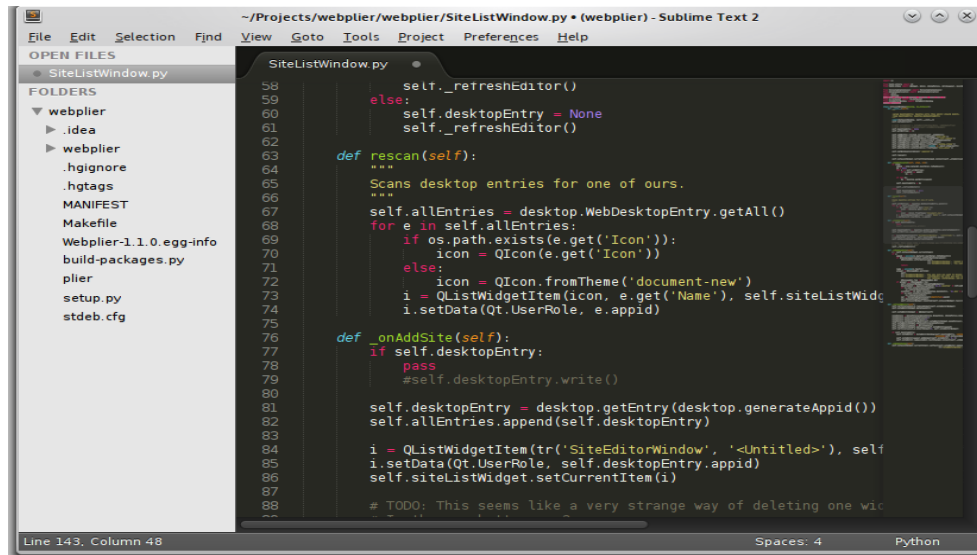 ~/Projects/webplier/webplier/SiteListWindow.py • (webplier) - Sublime Text 2
File Edit Selection Find View Goto Tools Project Preferences Help
OPEN FILES
SiteListWindow.py
FOLDERS
webplier
.idea
webplier
.hgignore
.hgtags
MANIFEST
Makefile
Webplier-1.1.0.egg-info
build-packages.py
plier
setup.py
stdeb.cfg
SiteListWindow.py
58 self._refreshEditor()
59 else:
60 self.desktopEntry = None
61 self._refreshEditor()
62
63 def rescan(self):
64 """
65 Scans desktop entries for one of ours.
66 """
67 self.allEntries = desktop.WebDesktopEntry.getAll()
68 for e in self.allEntries:
69 if os.path.exists(e.get('Icon')):
70 icon = QIcon(e.get('Icon'))
71 else:
72 icon = QIcon.fromTheme('document-new')
73 i = QListWidgetItem(icon, e.get('Name'), self.siteListWidg
74 i.setData(Qt.UserRole, e.appid)
75
76 def _onAddSite(self):
77 if self.desktopEntry:
78 pass
79 #self.desktopEntry.write()
80
81 self.desktopEntry = desktop.getEntry(desktop.generateAppid())
82 self.allEntries.append(self.desktopEntry)
83
84 i = QListWidgetItem(tr('SiteEditorWindow', '<Untitled>'), self
85 i.setData(Qt.UserRole, self.desktopEntry.appid)
86 self.siteListWidget.setCurrentItem(i)
87
88 # TODO: This seems like a very strange way of deleting one wid
Line 143, Column 48
Spaces: 4
Python